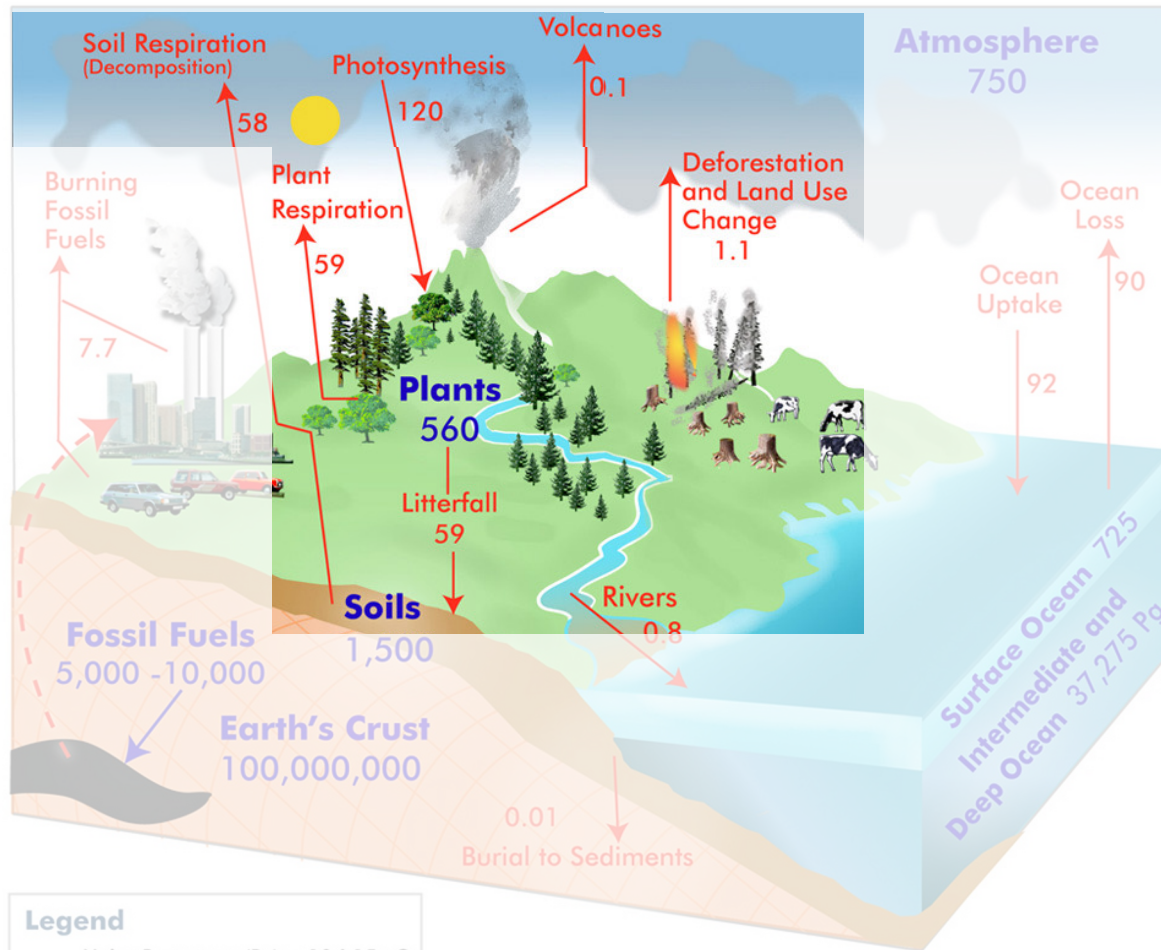 Soil Respiration
(Decomposition)
58
Photosynthesis
120
Volcanoes
0.1
Atmosphere
750
Burning
Fossil
Fuels
7.7
Plant
Respiration
59
Deforestation
and Land Use
Change
1.1
Ocean
Loss
90
Ocean
Uptake
92
Plants
560
Litterfall
59
Soils
1,500
Rivers
0.8
Fossil Fuels
5,000 -10,000
Earth's Crust
100,000,000
Surface Ocean 725
Intermediate and
Deep Ocean 37,275 Pg
0.01
Burial to Sediments
Legend